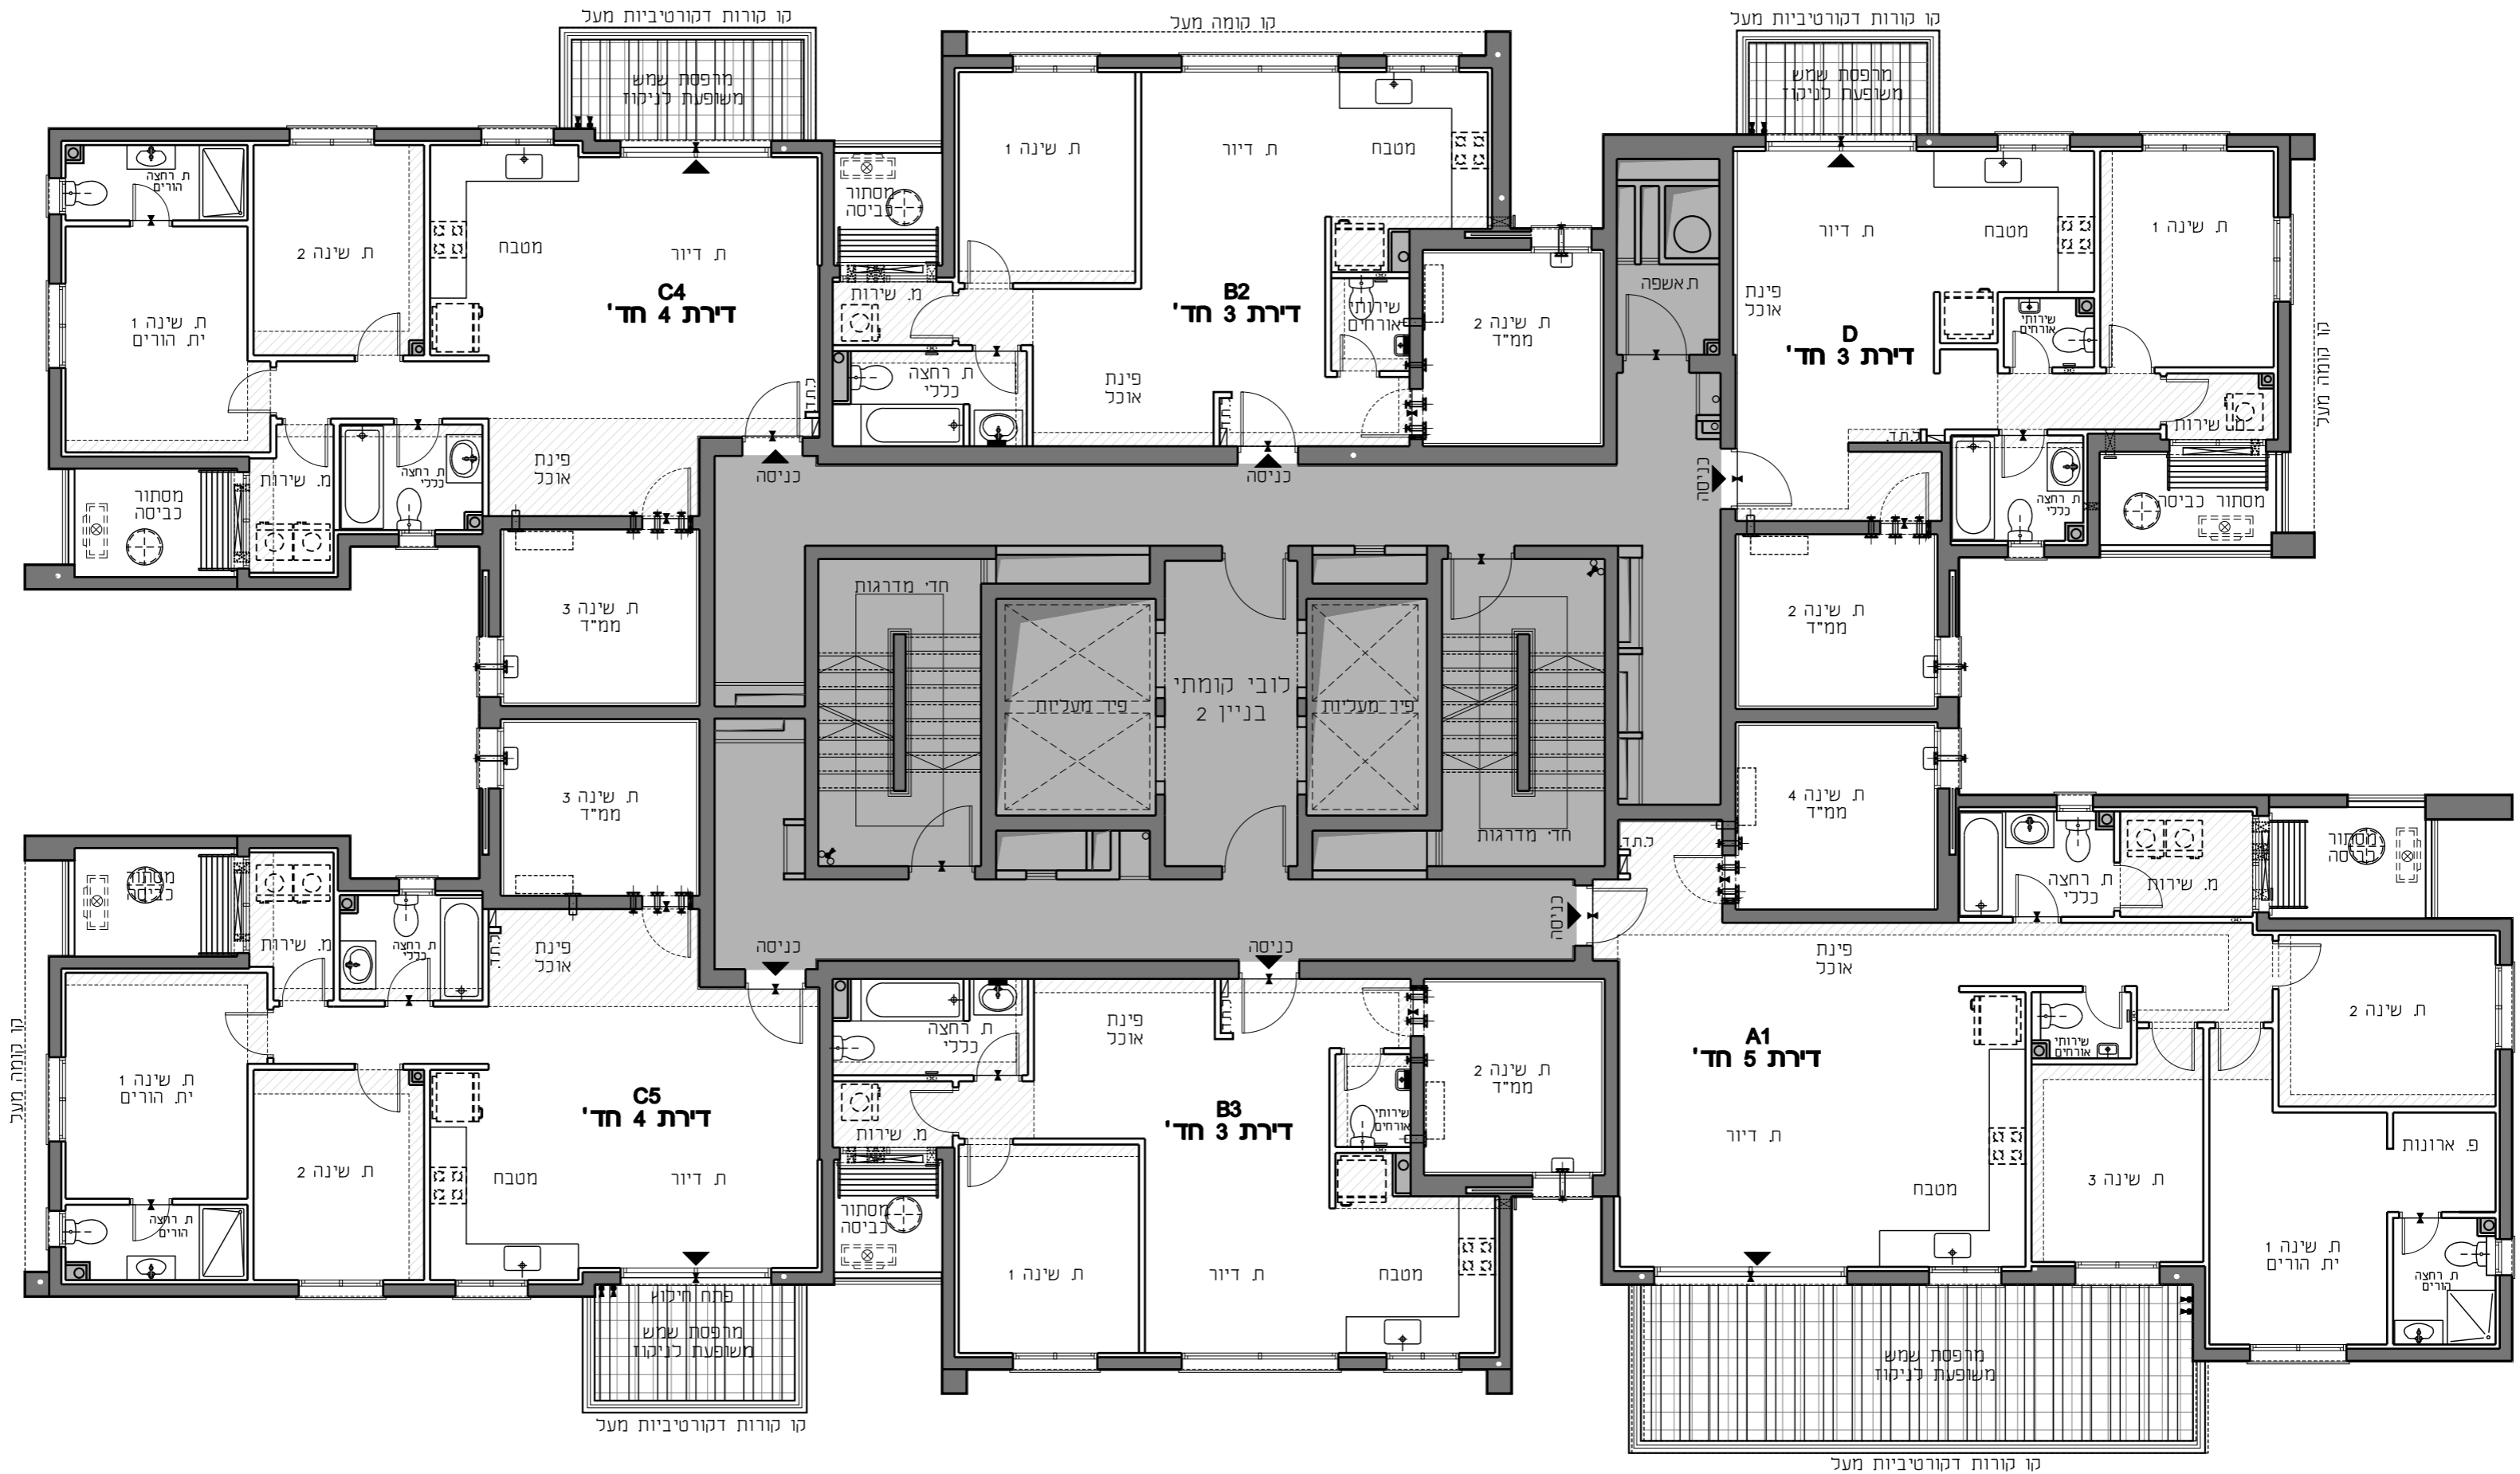 קו קורות דקורטיביות מעל
מרפסת שמש
משופעת לניקוז
ת. רחצה
הורים
ת. שינה 2
מטבח
ת. דיור
ת. שינה 1
ית. הורים
C4
דירת 4 חד'
ל.ת.ד.
מ. שירות
ת. רחצה
כללי
פינת
אוכל
מסתור
כביסה
ת. שינה 3
ממ"ד
כניסה
קו קומה מעל
ת. שינה 1
ת. דיור
מטבח
מסתור
כביסה
מ. שירות
B2
דירת 3 חד'
שירותי
אורחים
ת. שינה 2
ממ"ד
ת. רחצה
כללי
פינת
אוכל
ל.ת.ד.
כניסה
ת.אשפה
קו קורות דקורטיביות מעל
מרפסת שמש
משופעת לניקוז
ת. דיור
מטבח
ת. שינה 1
פינת
אוכל
שירותי
אורחים
D
דירת 3 חד'
קו קומה מעל
מ. שירות
ל.ת.ד.
ת. רחצה
כללי
מסתור כביסה
כניסה
ת. שינה 2
ממ"ד
חדי מדרגות
פיר מעליות
לובי קומתי
בניין 2
פיר מעליות
חדי מדרגות
ת. שינה 3
ממ"ד
מסתור
כביסה
מ. שירות
ת. רחצה
כללי
ל.ת.ד.
פינת
אוכל
כניסה
קו קומה מעל
ת. שינה 1
ית. הורים
C5
דירת 4 חד'
ת. שינה 2
מטבח
ת. דיור
ת. רחצה
הורים
פתח חילוץ
מרפסת שמש
משופעת לניקוז
קו קורות דקורטיביות מעל
כניסה
ל.ת.ד.
ת. רחצה
כללי
פינת
אוכל
ת. שינה 2
ממ"ד
B3
דירת 3 חד'
שירותי
אורחים
מ. שירות
מסתור
כביסה
ת. שינה 1
ת. דיור
מטבח
ת. שינה 4
ממ"ד
ל.ת.ד.
כניסה
ת. רחצה
כללי
מ. שירות
מסתור
כביסה
פינת
אוכל
ת. שינה 2
A1
דירת 5 חד'
שירותי
אורחים
ת. דיור
מטבח
ת. שינה 3
פ. ארונות
ת. שינה 1
ית. הורים
ת. רחצה
הורים
מרפסת שמש
משופעת לניקוז
קו קורות דקורטיביות מעל